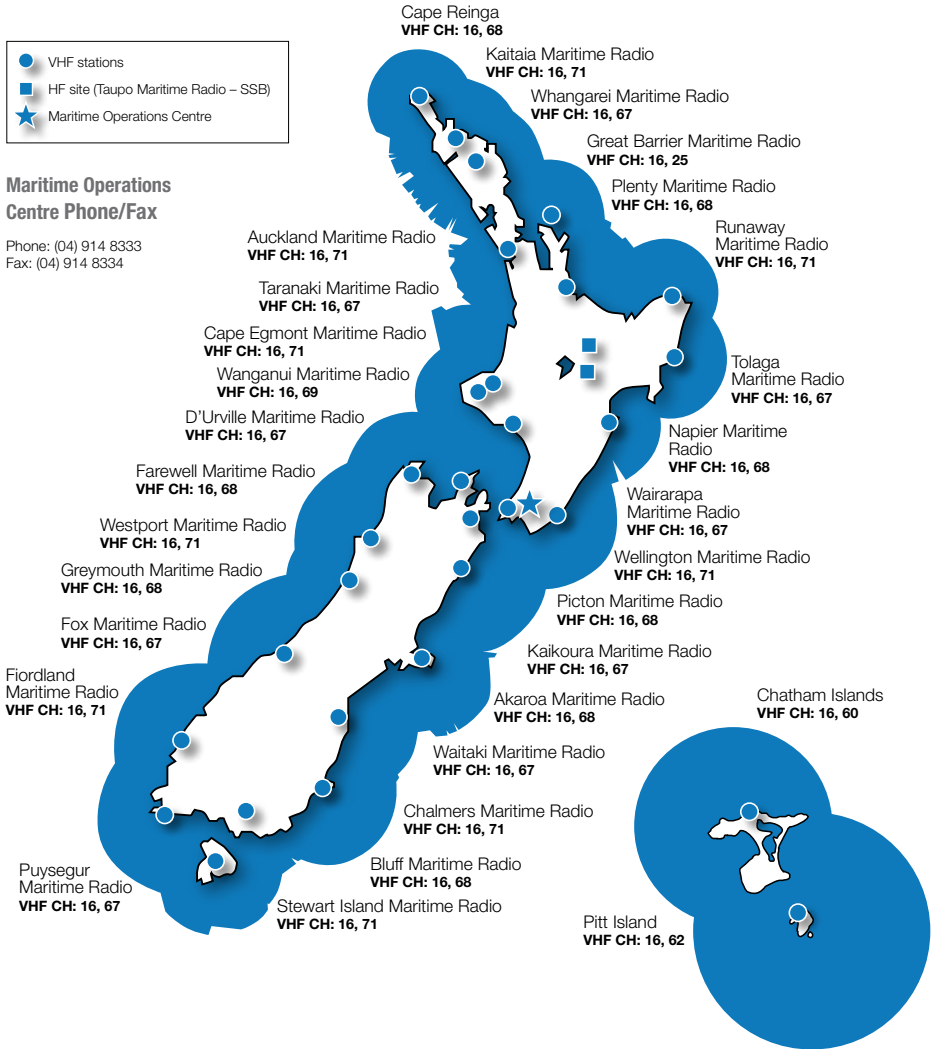 Cape Reinga
VHF CH: 16, 68
Kaitaia Maritime Radio
VHF CH: 16, 71
Whangarei Maritime Radio
VHF CH: 16, 67
Great Barrier Maritime Radio
VHF CH: 16, 25
Plenty Maritime Radio
VHF CH: 16, 68
Runaway
Maritime Radio
VHF CH: 16, 71
VHF stations
HF site (Taupo Maritime Radio – SSB)
Maritime Operations Centre
Maritime Operations
Centre Phone/Fax
Phone: (04) 914 8333
Fax: (04) 914 8334
Auckland Maritime Radio
VHF CH: 16, 71
Taranaki Maritime Radio
VHF CH: 16, 67
Cape Egmont Maritime Radio
VHF CH: 16, 71
Wanganui Maritime Radio
VHF CH: 16, 69
D'Urville Maritime Radio
VHF CH: 16, 67
Farewell Maritime Radio
VHF CH: 16, 68
Westport Maritime Radio
VHF CH: 16, 71
Greymouth Maritime Radio
VHF CH: 16, 68
Fox Maritime Radio
VHF CH: 16, 67
Fiordland
Maritime Radio
VHF CH: 16, 71
Puysegur
Maritime Radio
VHF CH: 16, 67
Tolaga
Maritime Radio
VHF CH: 16, 67
Napier Maritime
Radio
VHF CH: 16, 68
Wairarapa
Maritime Radio
VHF CH: 16, 67
Wellington Maritime Radio
VHF CH: 16, 71
Picton Maritime Radio
VHF CH: 16, 68
Kaikoura Maritime Radio
VHF CH: 16, 67
Akaroa Maritime Radio
VHF CH: 16, 68
Waitaki Maritime Radio
VHF CH: 16, 67
Chalmers Maritime Radio
VHF CH: 16, 71
Bluff Maritime Radio
VHF CH: 16, 68
Stewart Island Maritime Radio
VHF CH: 16, 71
Chatham Islands
VHF CH: 16, 60
Pitt Island
VHF CH: 16, 62